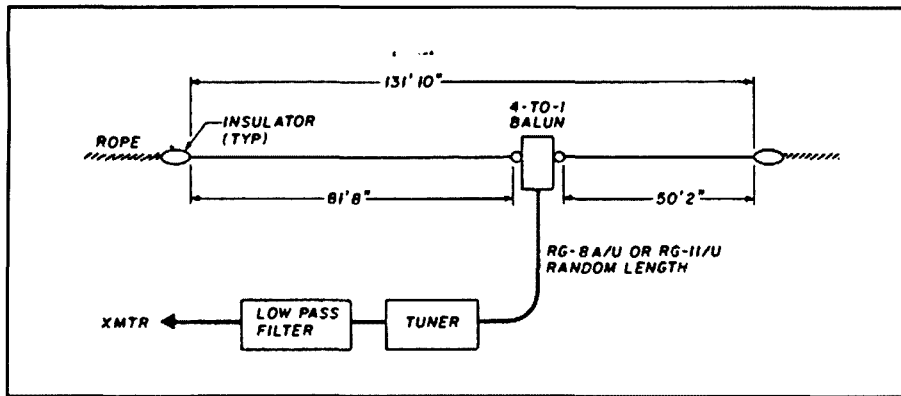 131' 10"
4-TO-1
BALUN
INSULATOR
(TYP)
ROPE
81' 8"
50' 2"
RG-8A/U OR RG-11/U
RANDOM LENGTH
XMTR
LOW PASS
FILTER
TUNER